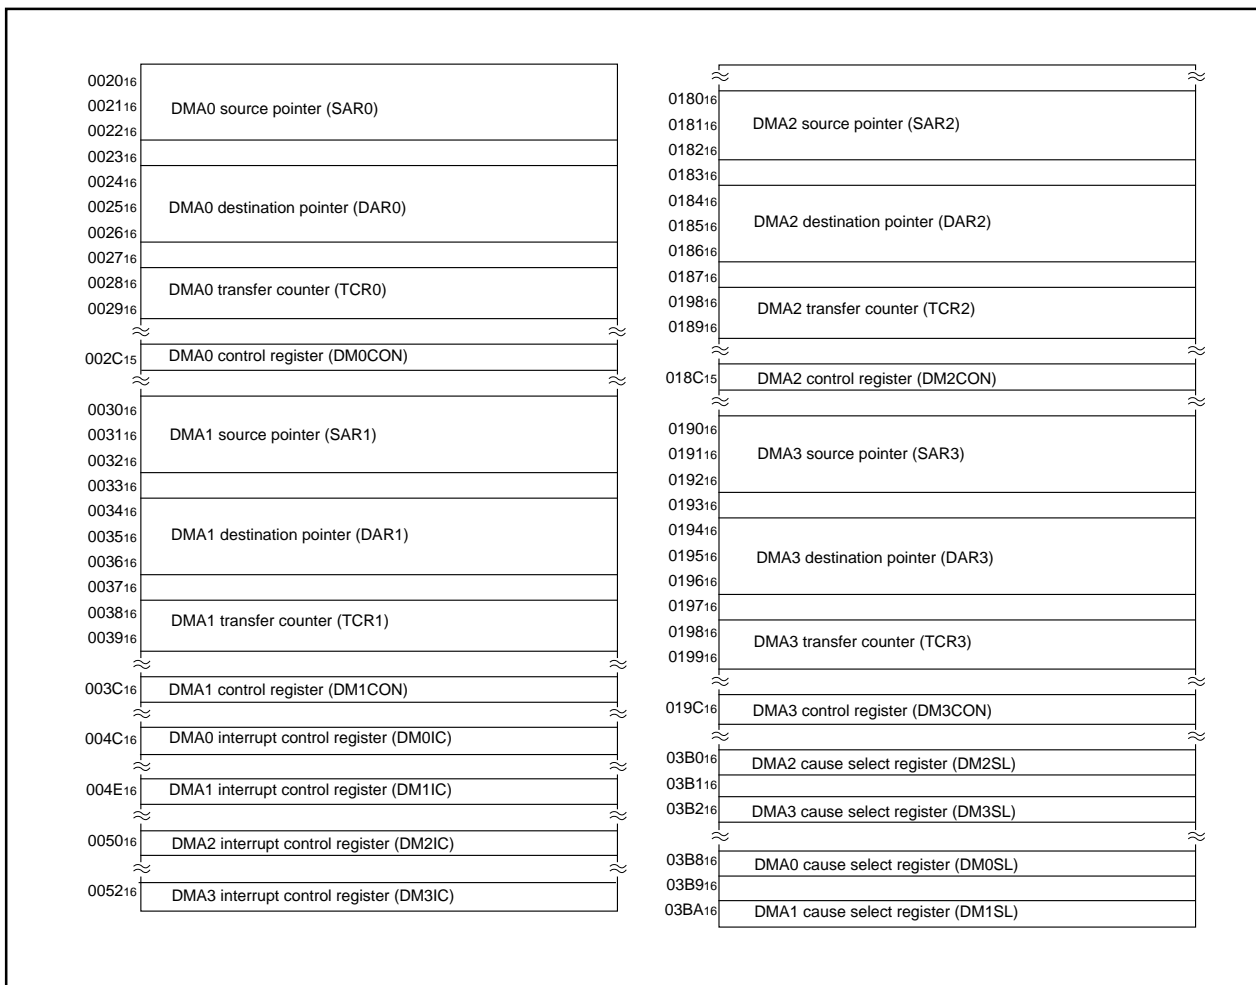 0020₁₆
0021₁₆ DMA0 source pointer (SAR0)
0022₁₆
0023₁₆
0024₁₆
0025₁₆ DMA0 destination pointer (DAR0)
0026₁₆
0027₁₆
0028₁₆ DMA0 transfer counter (TCR0)
0029₁₆
002C₁₅ DMA0 control register (DM0CON)
0030₁₆
0031₁₆ DMA1 source pointer (SAR1)
0032₁₆
0033₁₆
0034₁₆
0035₁₆ DMA1 destination pointer (DAR1)
0036₁₆
0037₁₆
0038₁₆ DMA1 transfer counter (TCR1)
0039₁₆
003C₁₆ DMA1 control register (DM1CON)
004C₁₆ DMA0 interrupt control register (DM0IC)
004E₁₆ DMA1 interrupt control register (DM1IC)
0050₁₆ DMA2 interrupt control register (DM2IC)
0052₁₆ DMA3 interrupt control register (DM3IC)
0180₁₆
0181₁₆ DMA2 source pointer (SAR2)
0182₁₆
0183₁₆
0184₁₆
0185₁₆ DMA2 destination pointer (DAR2)
0186₁₆
0187₁₆
0198₁₆ DMA2 transfer counter (TCR2)
0189₁₆
018C₁₅ DMA2 control register (DM2CON)
0190₁₆
0191₁₆ DMA3 source pointer (SAR3)
0192₁₆
0193₁₆
0194₁₆
0195₁₆ DMA3 destination pointer (DAR3)
0196₁₆
0197₁₆
0198₁₆ DMA3 transfer counter (TCR3)
0199₁₆
019C₁₆ DMA3 control register (DM3CON)
03B0₁₆ DMA2 cause select register (DM2SL)
03B1₁₆
03B2₁₆ DMA3 cause select register (DM3SL)
03B8₁₆ DMA0 cause select register (DM0SL)
03B9₁₆
03BA₁₆ DMA1 cause select register (DM1SL)